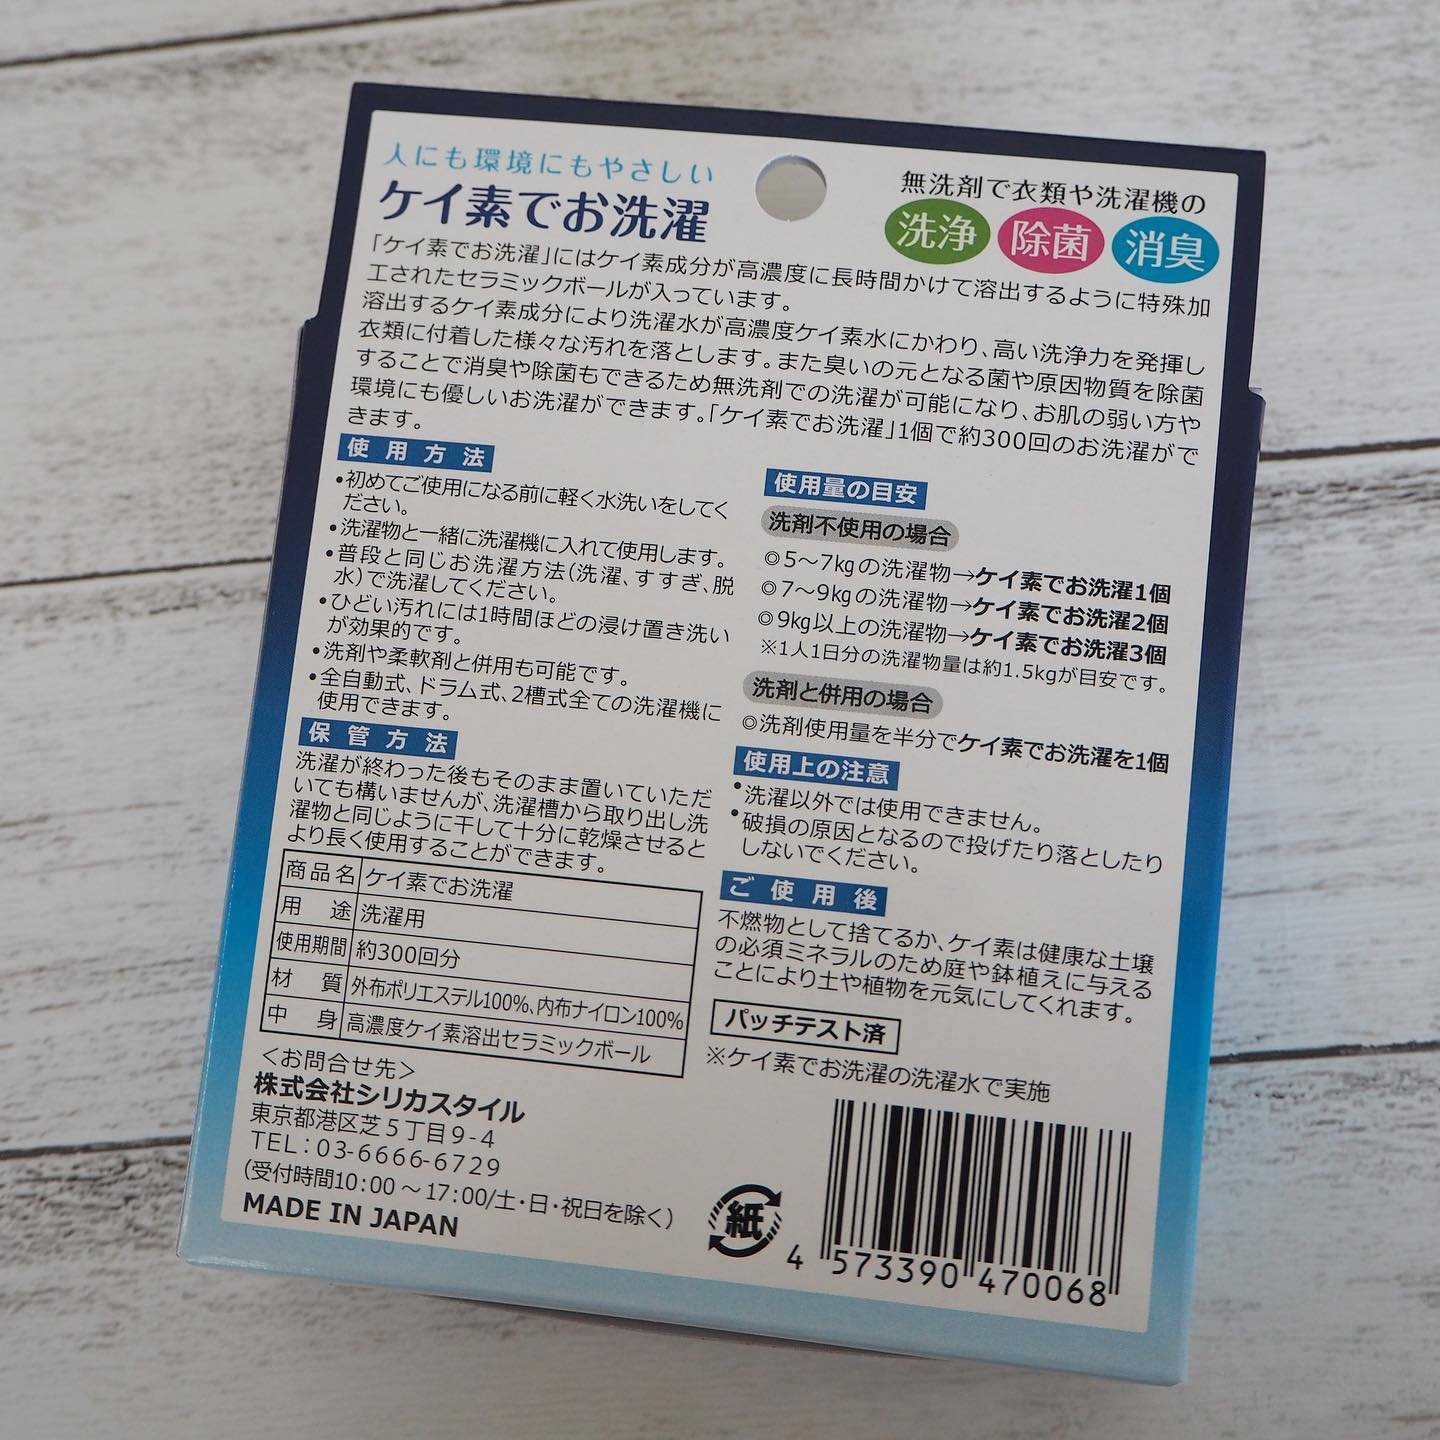 人にも環境にもやさしい
ケイ素でお洗濯
無洗剤で衣類や洗濯機の
洗浄 除菌 消臭
「ケイ素でお洗濯」にはケイ素成分が高濃度に長時間かけて溶出するように特殊加
工されたセラミックボールが入っています。
溶出するケイ素成分により洗濯水が高濃度ケイ素水にかわり、高い洗浄力を発揮し
衣類に付着した様々な汚れを落とします。また臭いの元となる菌や原因物質を除菌
することで消臭や除菌もできるため無洗剤での洗濯が可能になり、お肌の弱い方や
環境にも優しいお洗濯ができます。「ケイ素でお洗濯」1個で約300回のお洗濯がで
きます。
使用方法
•初めてご使用になる前に軽く水洗いをしてく
ださい。
•洗濯物と一緒に洗濯機に入れて使用します。
•普段と同じお洗濯方法(洗濯、すすぎ、脱
水)で洗濯してください。
•ひどい汚れには1時間ほどの浸け置き洗い
が効果的です。
•洗剤や柔軟剤と併用も可能です。
•全自動式、ドラム式、2槽式全ての洗濯機に
使用できます。
保管方法
洗濯が終わった後もそのまま置いていただ
いても構いませんが、洗濯槽から取り出し洗
濯物と同じように干して十分に乾燥させると
より長く使用することができます。
商品名 ケイ素でお洗濯
用途 洗濯用
使用期間 約300回分
材質 外布ポリエステル100%、内布ナイロン100%
中身 高濃度ケイ素溶出セラミックボール
<お問合せ先>
株式会社シリカスタイル
東京都港区芝5丁目9-4
TEL：03-6666-6729
(受付時間10:00～17:00/土・日・祝日を除く)
MADE IN JAPAN
使用量の目安
洗剤不使用の場合
◎5～7kgの洗濯物→ケイ素でお洗濯1個
◎7～9kgの洗濯物→ケイ素でお洗濯2個
◎9kg以上の洗濯物→ケイ素でお洗濯3個
※1人1日分の洗濯物量は約1.5kgが目安です。
洗剤と併用の場合
◎洗剤使用量を半分でケイ素でお洗濯を1個
使用上の注意
•洗濯以外では使用できません。
•破損の原因となるので投げたり落としたり
しないでください。
ご使用後
不燃物として捨てるか、ケイ素は健康な土壌
の必須ミネラルのため庭や鉢植えに与える
ことにより土や植物を元気にしてくれます。
パッチテスト済
※ケイ素でお洗濯の洗濯水で実施
紙
4 573390 470068